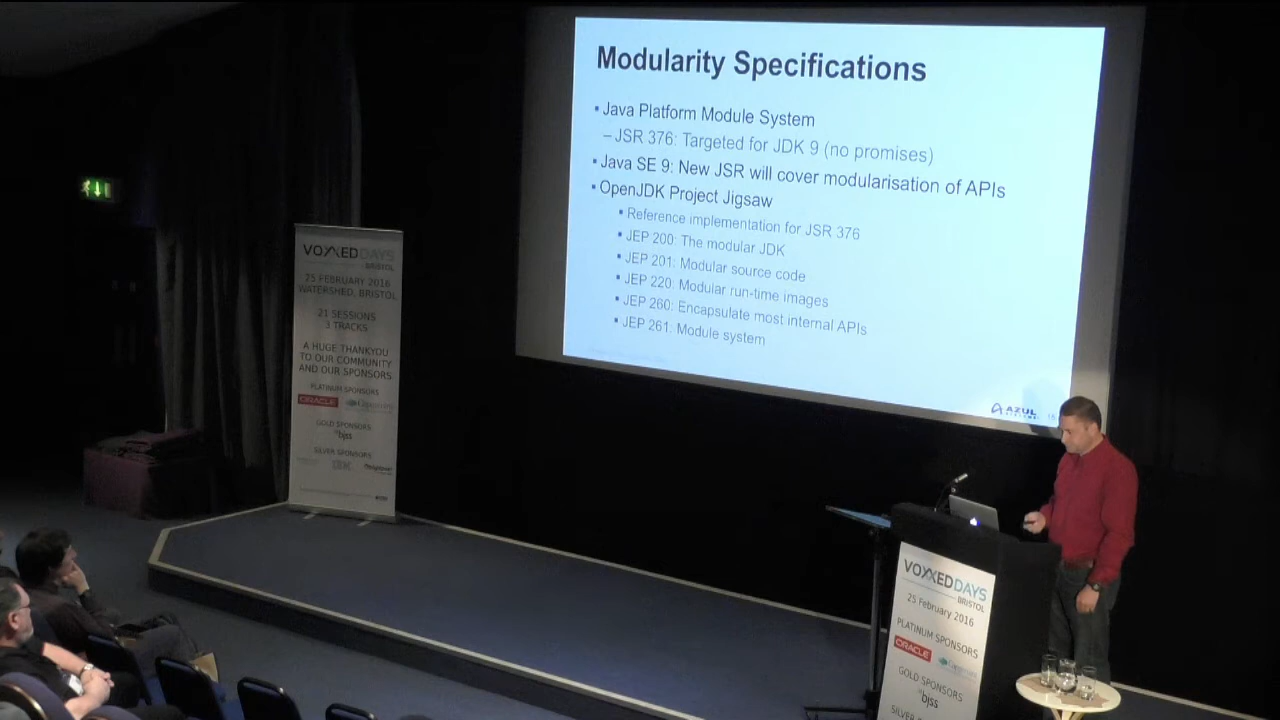 Modularity Specifications
▪ Java Platform Module System
– JSR 376: Targeted for JDK 9 (no promises)
▪ Java SE 9: New JSR will cover modularisation of APIs
▪ OpenJDK Project Jigsaw
▪ Reference implementation for JSR 376
▪ JEP 200: The modular JDK
▪ JEP 201: Modular source code
▪ JEP 220: Modular run-time images
▪ JEP 260: Encapsulate most internal APIs
▪ JEP 261: Module system
AZUL
SYSTEMS
VOXXEDDAYS
BRISTOL
25 FEBRUARY 2016
WATERSHED, BRISTOL
21 SESSIONS
3 TRACKS
A HUGE THANKYOU
TO OUR COMMUNITY
AND OUR SPONSORS
PLATINUM SPONSORS
ORACLE
GOLD SPONSORS
bjss
SILVER SPONSORS
VOXXEDDAYS
BRISTOL
25 February 2016
PLATINUM SPONSORS
ORACLE
GOLD SPONSORS
bjss